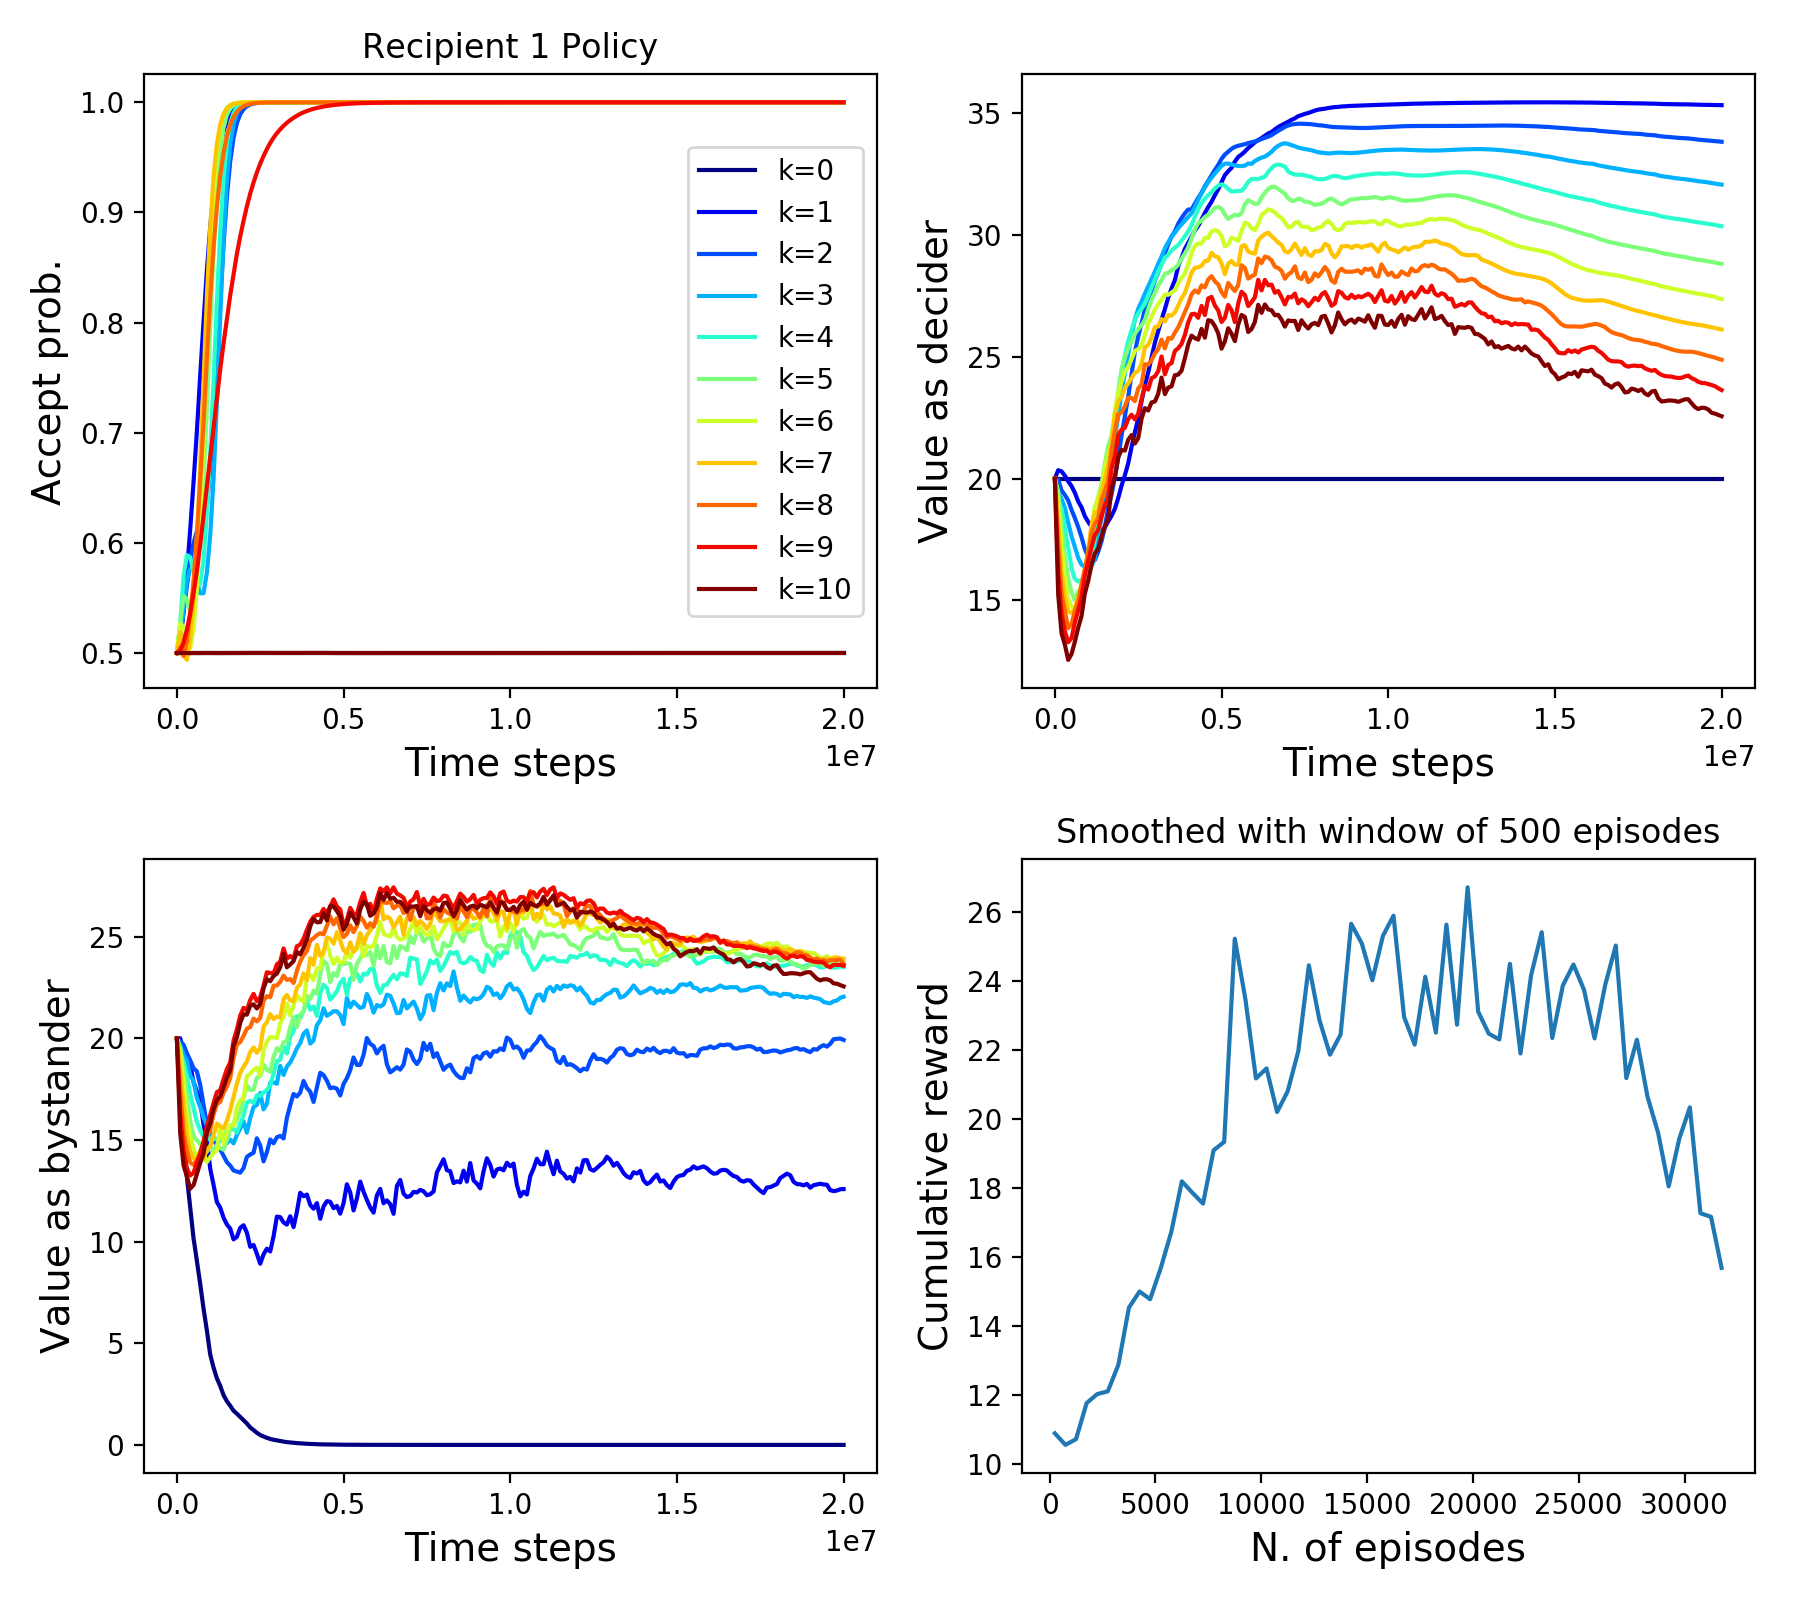 Recipient 1 Policy
Accept prob.
1.0
0.9
0.8
0.7
0.6
0.5
k=0
k=1
k=2
k=3
k=4
k=5
k=6
k=7
k=8
k=9
k=10
0.0 0.5 1.0 1.5 2.0
1e7
Time steps
Value as decider
35
30
25
20
15
0.0 0.5 1.0 1.5 2.0
1e7
Time steps
Value as bystander
25
20
15
10
5
0
0.0 0.5 1.0 1.5 2.0
1e7
Time steps
Smoothed with window of 500 episodes
Cumulative reward
26
24
22
20
18
16
14
12
10
0 5000 10000 15000 20000 25000 30000
N. of episodes